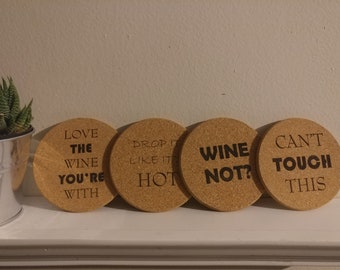 LOVE
THE
WINE
YOU'RE
WITH
DROP IT
LIKE IT'S
HOT
WINE
NOT?
CAN'T
TOUCH
THIS